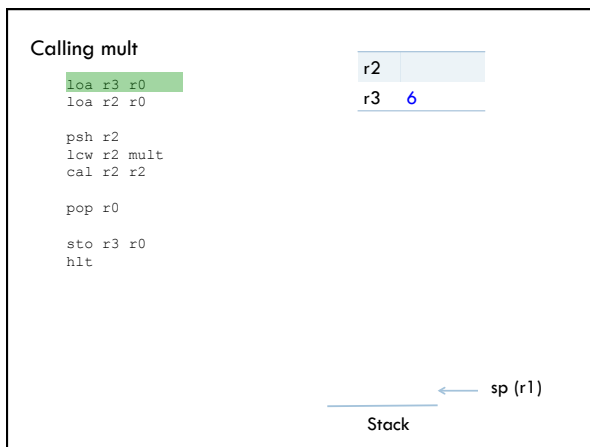 Calling mult
loa r3 r0
loa r2 r0
psh r2
lcw r2 mult
cal r2 r2
pop r0
sto r3 r0
hlt
r2
r3 6
sp (r1)
Stack